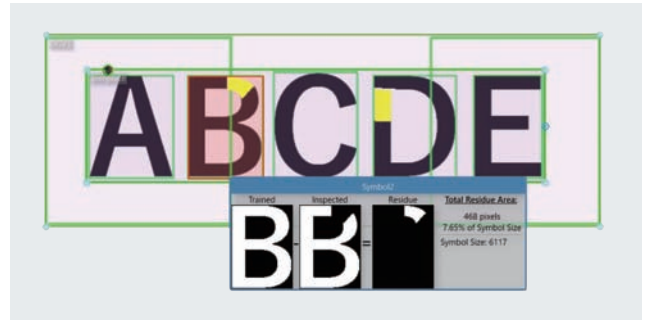 ABCDE
Symbol2
Trained Inspected Residue Total Residue Area:
468 pixels
7.65% of Symbol Size
Symbol Size: 6117
B - B =